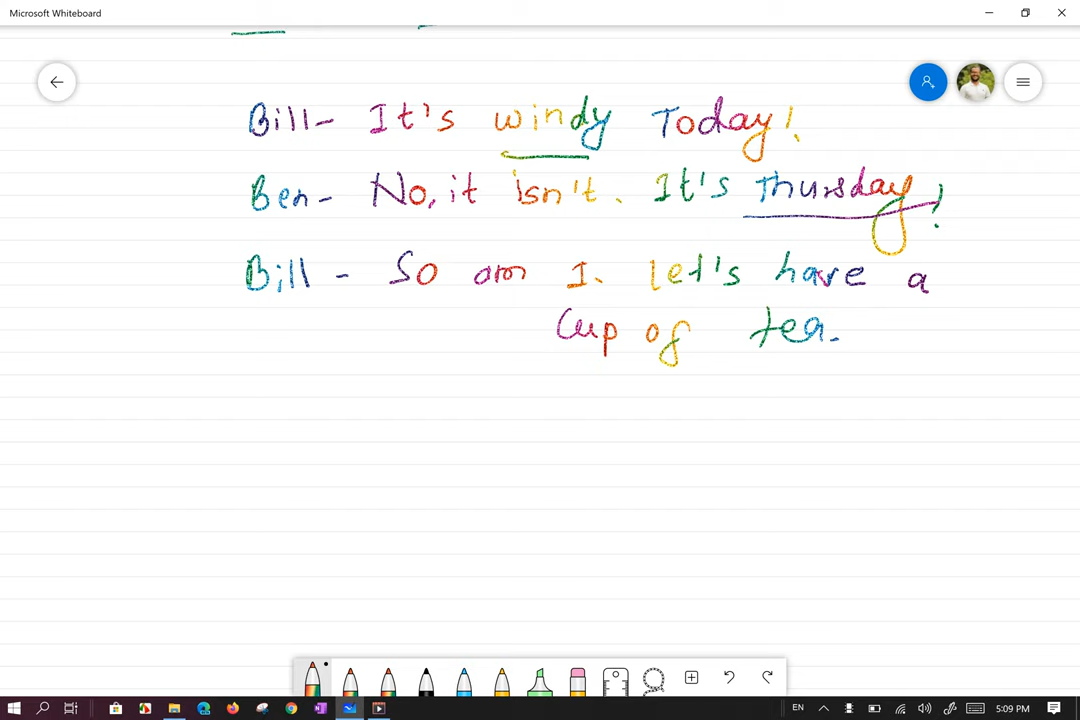 Microsoft Whiteboard
Bill- It's windy Today!
Ben- No, it isn't. It's Thursday!
Bill - So am I. let's have a
Cup of tea.
EN
5:09 PM